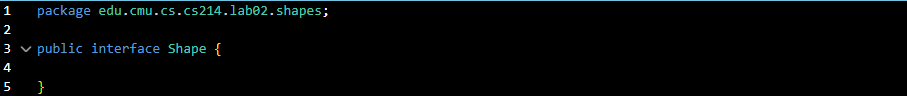 1 package edu.cmu.cs.cs214.lab02.shapes;
2
3 public interface Shape {
4
5 }